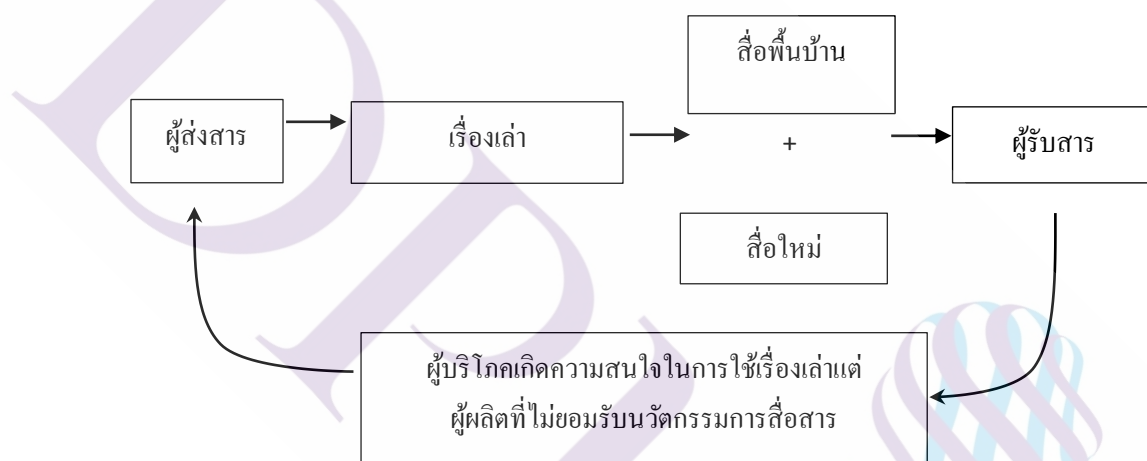 สื่อพื้นบ้าน
ผู้ส่งสาร
เรื่องเล่า
+
ผู้รับสาร
สื่อใหม่
ผู้บริโภคเกิดความสนใจในการใช้เรื่องเล่าแต่
ผู้ผลิตที่ไม่ยอมรับนวัตกรรมการสื่อสาร
DPU